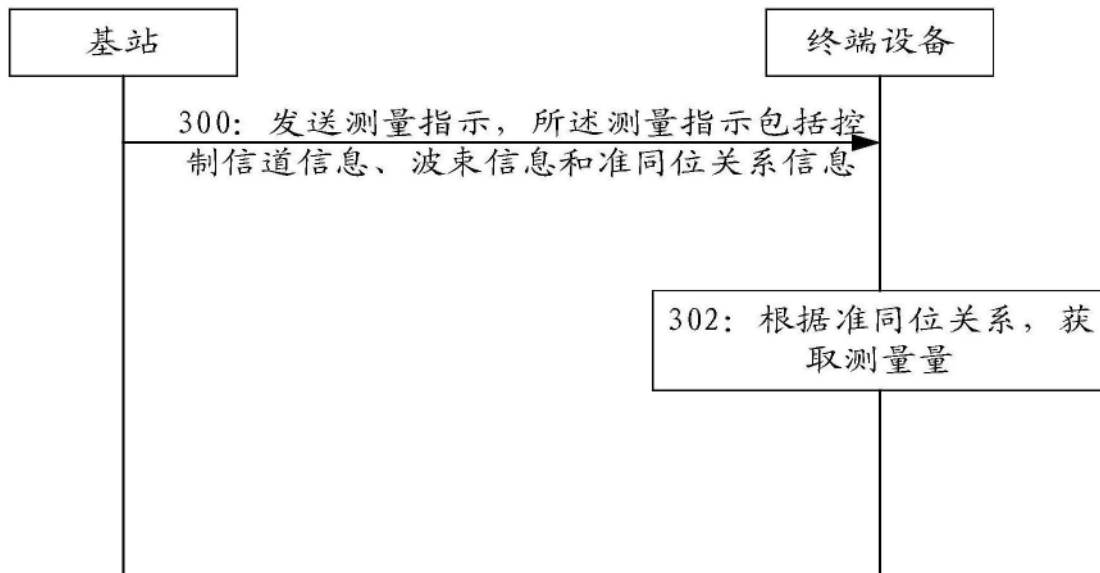 基站
终端设备
300：发送测量指示，所述测量指示包括控
制信道信息、波束信息和准同位关系信息
302：根据准同位关系，获
取测量量